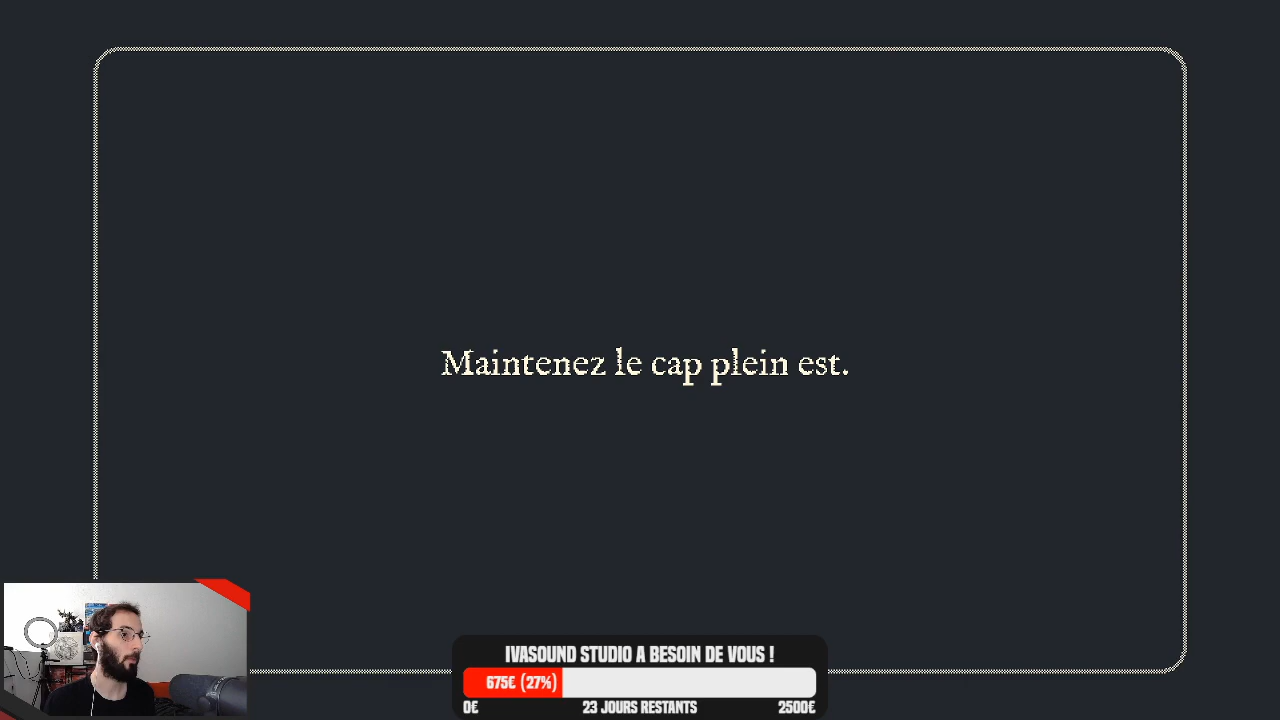 Maintenez le cap plein est.
IVASOUND STUDIO A BESOIN DE VOUS !
675€ (27%)
0€ 23 JOURS RESTANTS 2500€